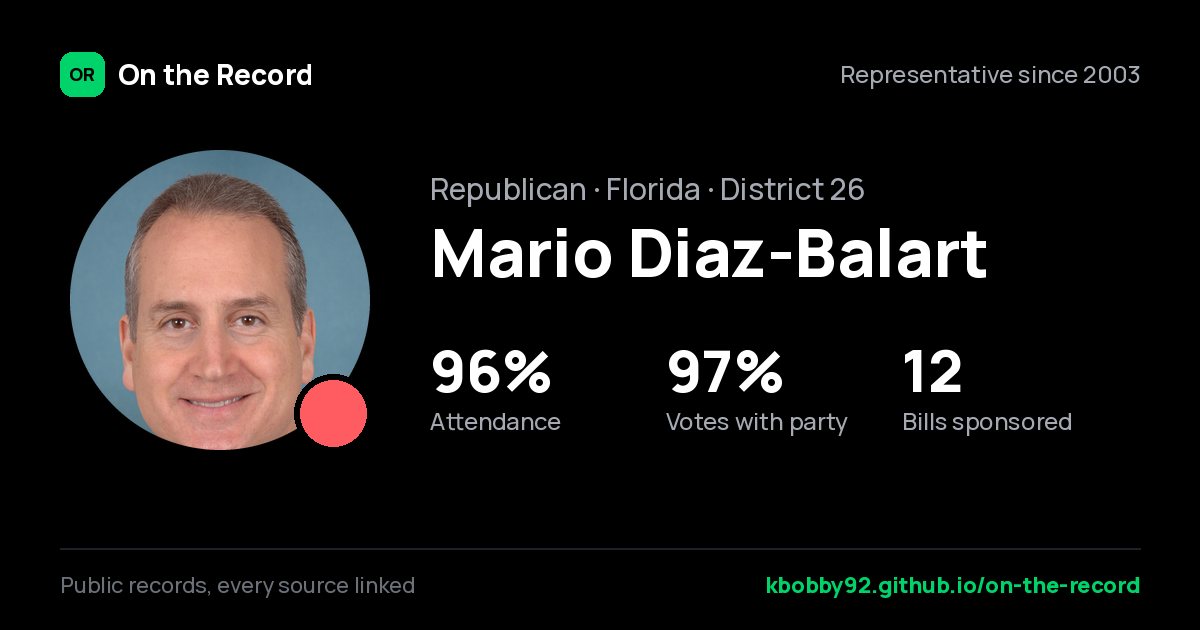 OR On the Record
Representative since 2003
Republican · Florida · District 26
Mario Diaz-Balart
96% 97% 12
Attendance Votes with party Bills sponsored
Public records, every source linked
kbobby92.github.io/on-the-record